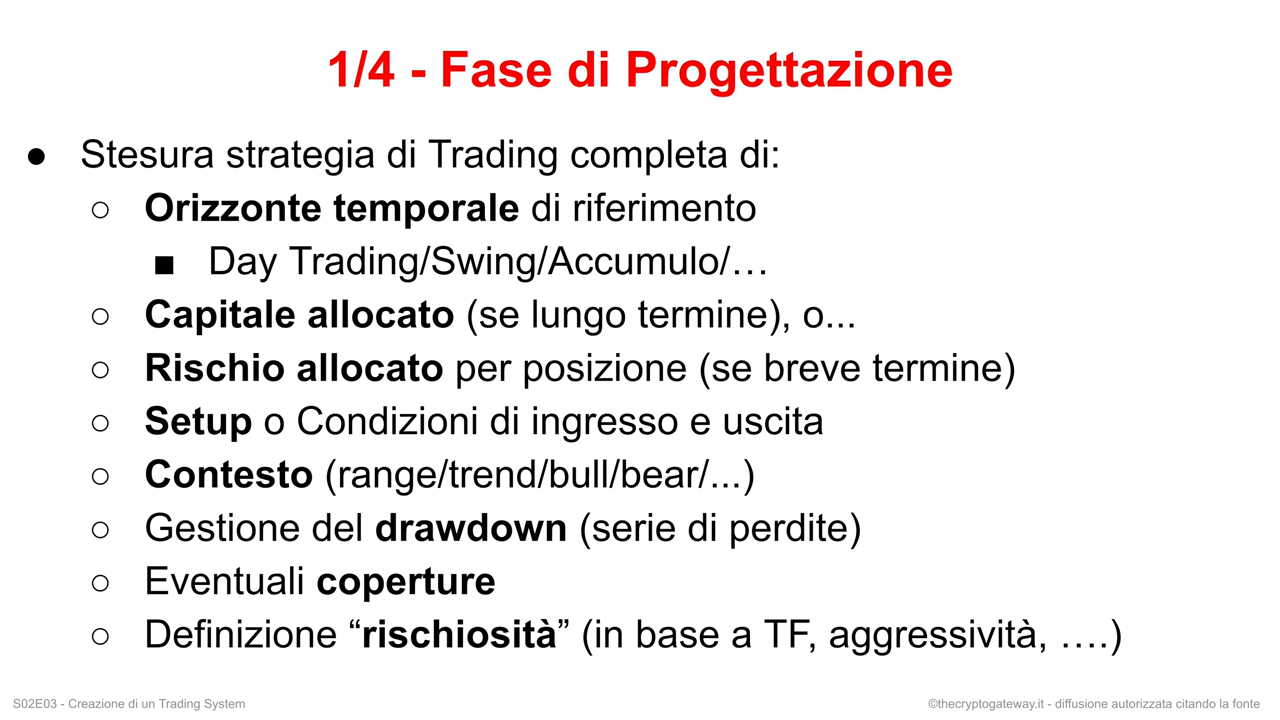 1/4 - Fase di Progettazione
● Stesura strategia di Trading completa di:
○ Orizzonte temporale di riferimento
■ Day Trading/Swing/Accumulo/…
○ Capitale allocato (se lungo termine), o...
○ Rischio allocato per posizione (se breve termine)
○ Setup o Condizioni di ingresso e uscita
○ Contesto (range/trend/bull/bear/...)
○ Gestione del drawdown (serie di perdite)
○ Eventuali coperture
○ Definizione “rischiosità” (in base a TF, aggressività, ….)
S02E03 - Creazione di un Trading System
©thecryptogateway.it - diffusione autorizzata citando la fonte